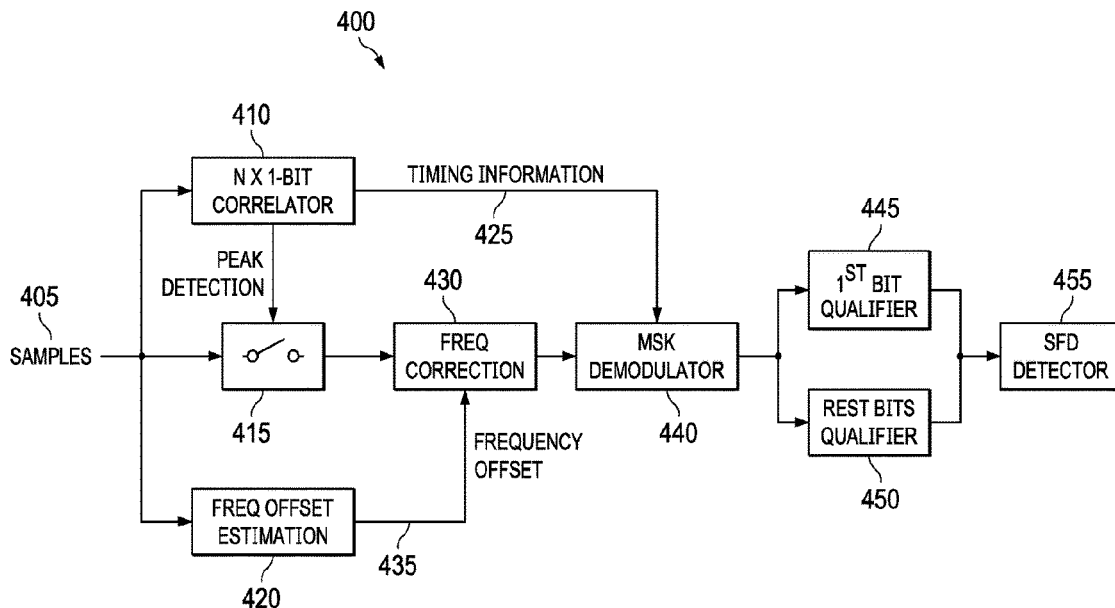 400
410
N X 1-BIT
CORRELATOR
TIMING INFORMATION
425
PEAK
DETECTION
405
SAMPLES
415
430
FREQ
CORRECTION
MSK
DEMODULATOR
440
445
1ST BIT
QUALIFIER
455
SFD
DETECTOR
REST BITS
QUALIFIER
450
FREQUENCY
OFFSET
FREQ OFFSET
ESTIMATION
420
435